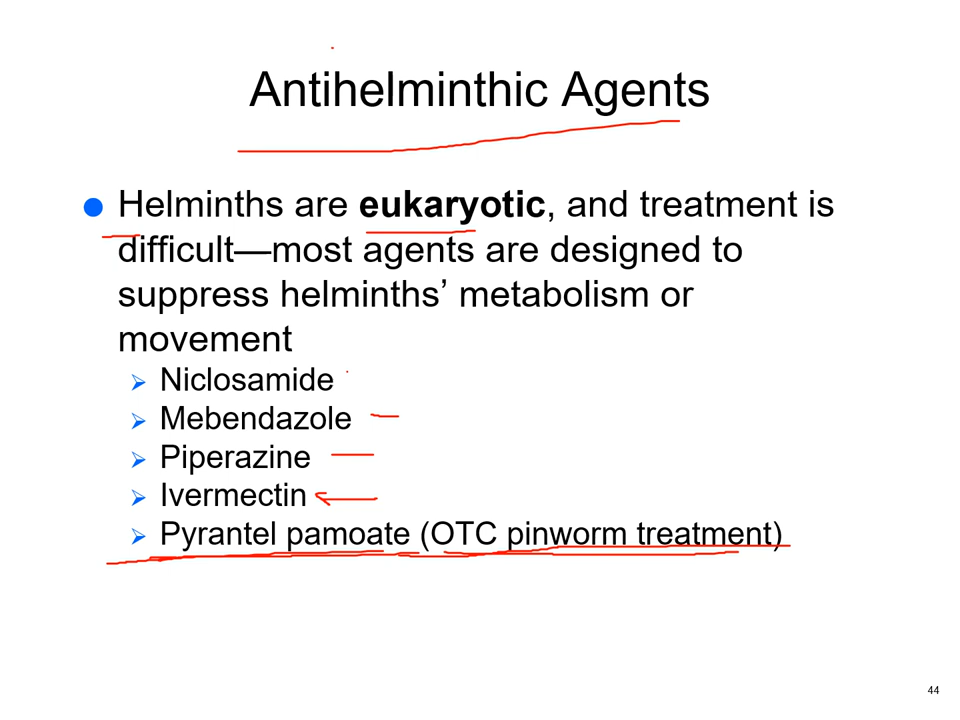 Antihelminthic Agents
Helminths are eukaryotic, and treatment is
difficult—most agents are designed to
suppress helminths’ metabolism or
movement
Niclosamide
Mebendazole
Piperazine
Ivermectin
Pyrantel pamoate (OTC pinworm treatment)
44